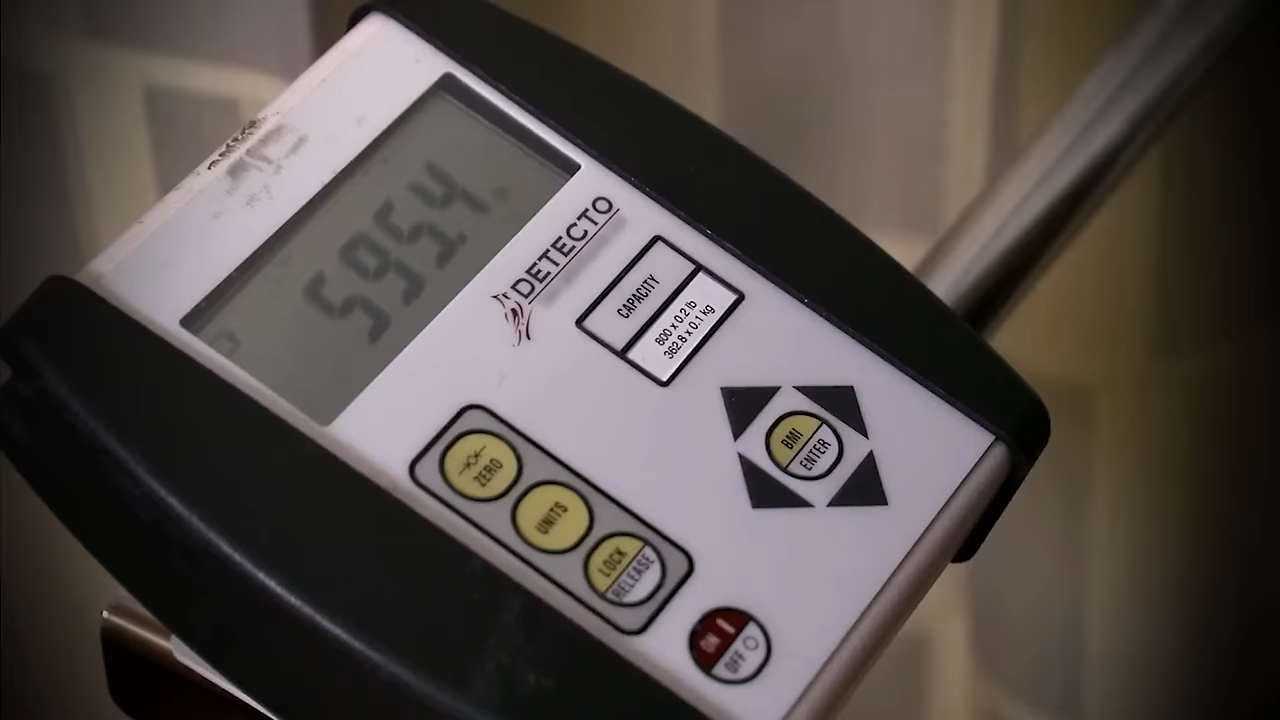 595.4
DETECTO
CAPACITY
800 x 0.2 lb
362.8 x 0.1 kg
BMI
ENTER
ZERO
UNITS
LOCK
RELEASE
ON I
OFF O